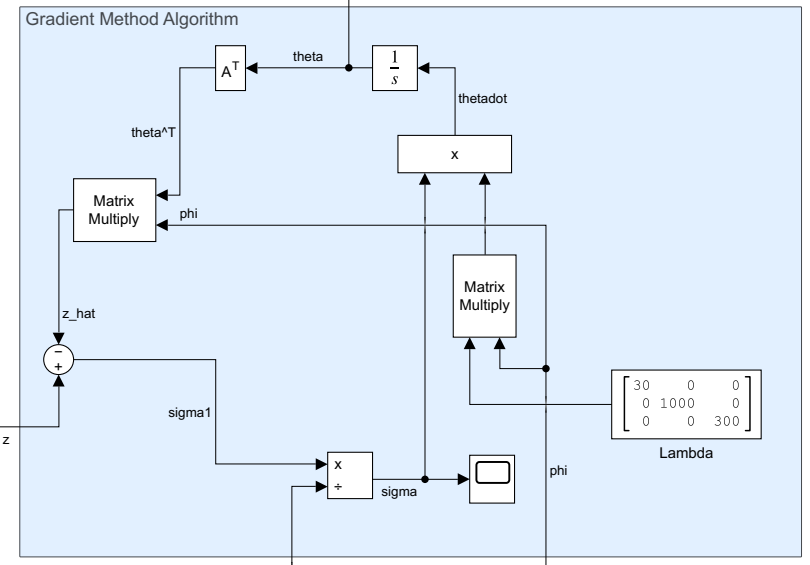 Gradient Method Algorithm
theta
A^T
1
s
thetadot
theta^T
x
Matrix
Multiply
phi
Matrix
Multiply
z_hat
−
+
30 0 0
0 1000 0
0 0 300
sigma1
z
Lambda
x
÷
sigma
phi